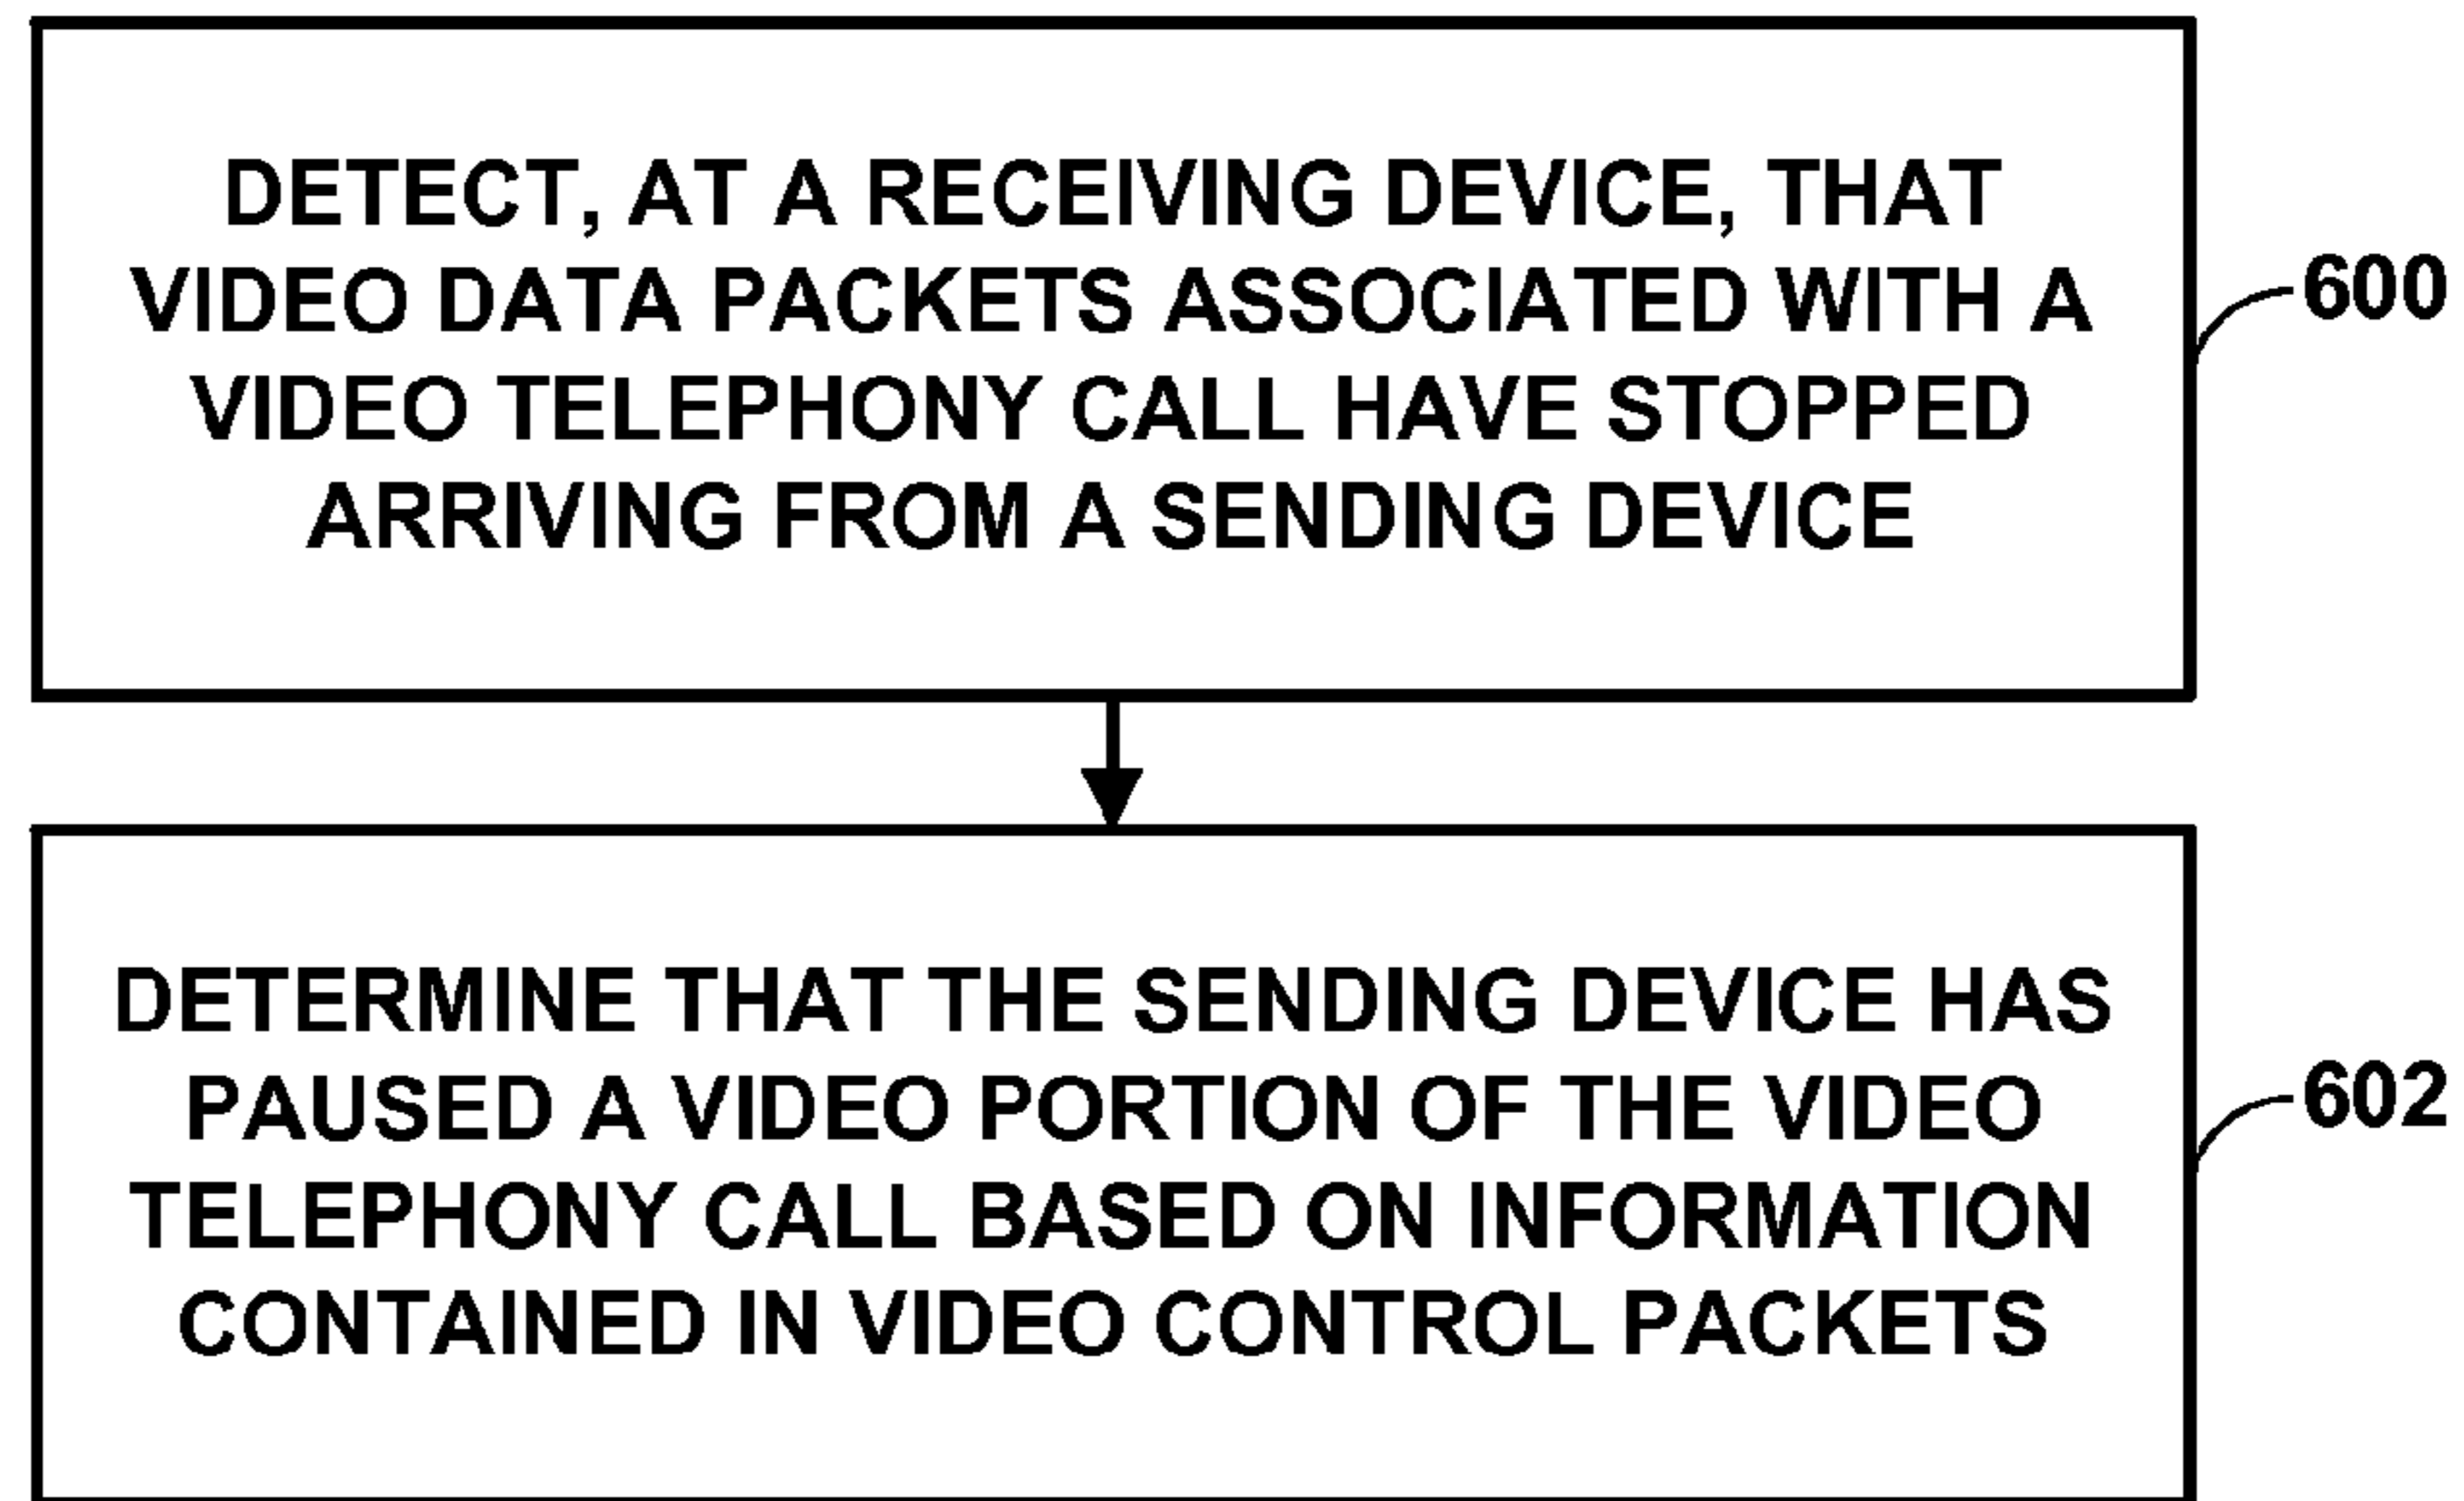 DETECT, AT A RECEIVING DEVICE, THAT
VIDEO DATA PACKETS ASSOCIATED WITH A
VIDEO TELEPHONY CALL HAVE STOPPED
ARRIVING FROM A SENDING DEVICE
600
DETERMINE THAT THE SENDING DEVICE HAS
PAUSED A VIDEO PORTION OF THE VIDEO
TELEPHONY CALL BASED ON INFORMATION
CONTAINED IN VIDEO CONTROL PACKETS
602